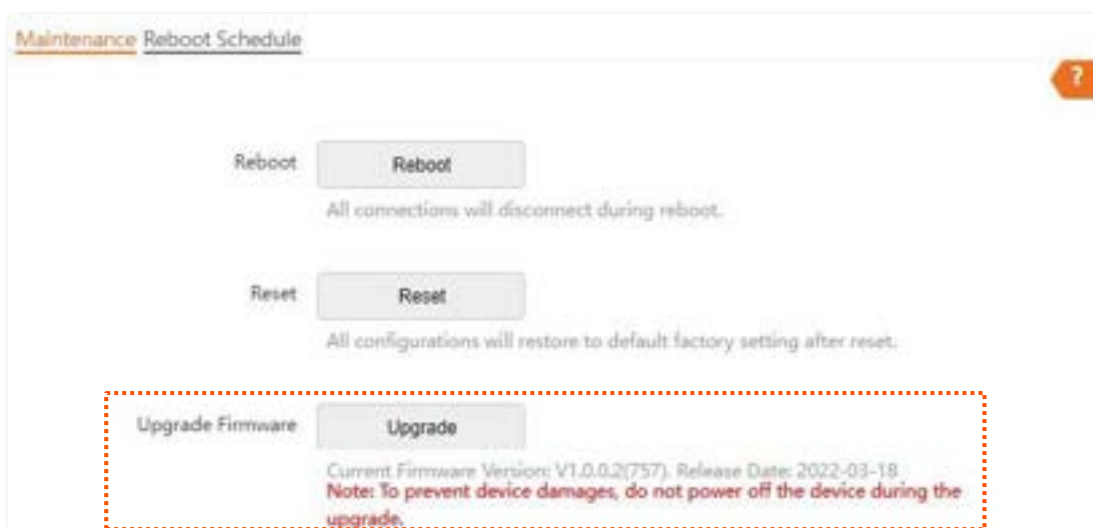 Maintenance Reboot Schedule
?
Reboot Reboot
All connections will disconnect during reboot.
Reset Reset
All configurations will restore to default factory setting after reset.
Upgrade Firmware Upgrade
Current Firmware Version: V1.0.0.2(757). Release Date: 2022-03-18
Note: To prevent device damages, do not power off the device during the
upgrade.